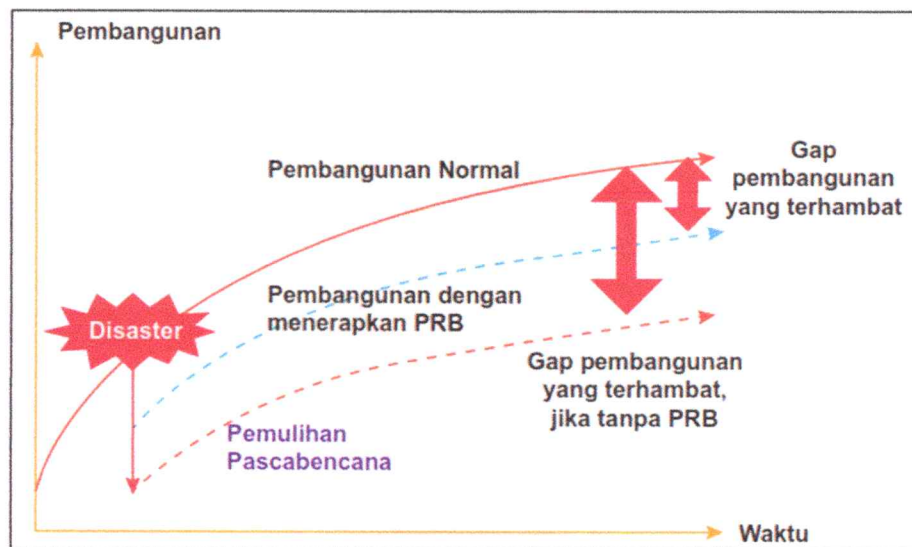 Pembangunan
Pembangunan Normal
Gap
pembangunan
yang terhambat
Disaster
Pembangunan dengan
menerapkan PRB
Gap pembangunan
yang terhambat,
jika tanpa PRB
Pemulihan
Pascabencana
Waktu